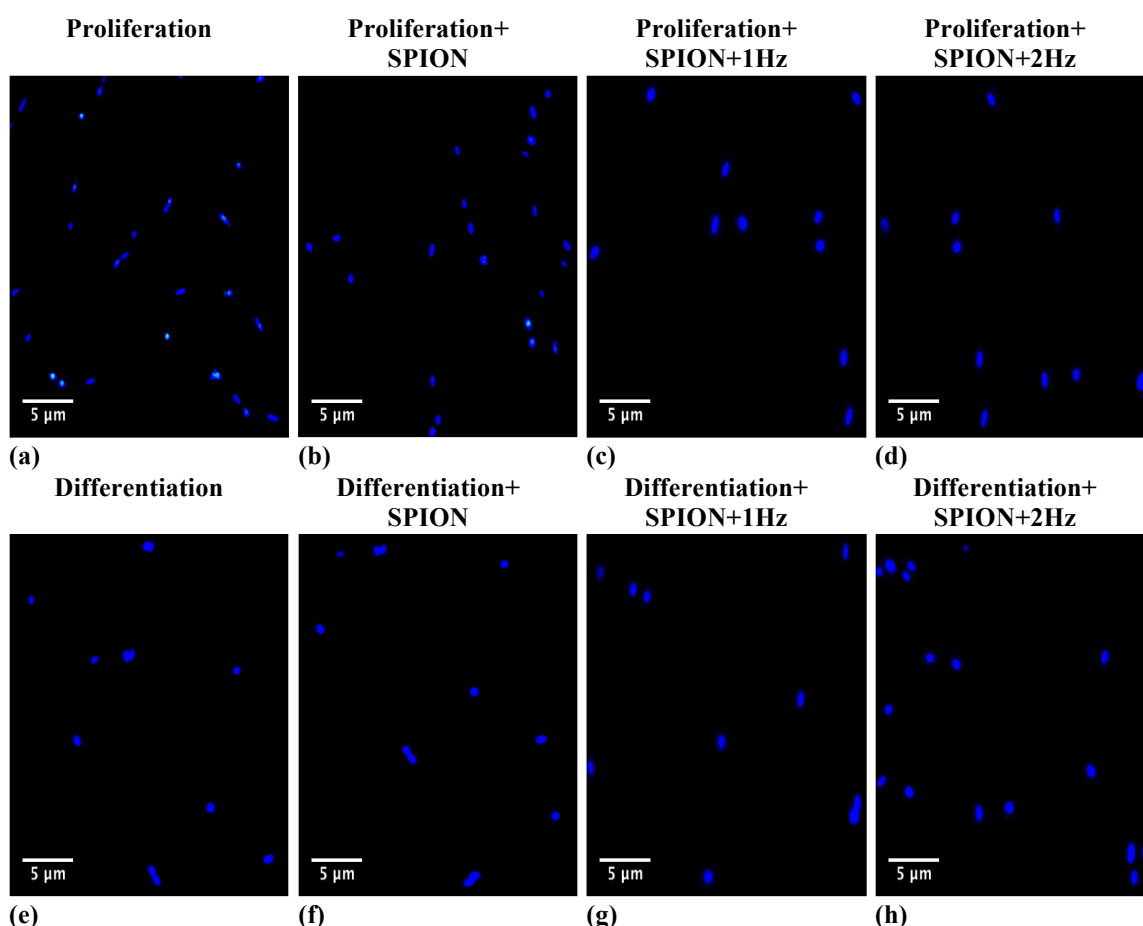 Proliferation
Proliferation+
SPION
Proliferation+
SPION+1Hz
Proliferation+
SPION+2Hz
5 μm
5 μm
5 μm
5 μm
(a)
(b)
(c)
(d)
Differentiation
Differentiation+
SPION
Differentiation+
SPION+1Hz
Differentiation+
SPION+2Hz
5 μm
5 μm
5 μm
5 μm
(e)
(f)
(g)
(h)